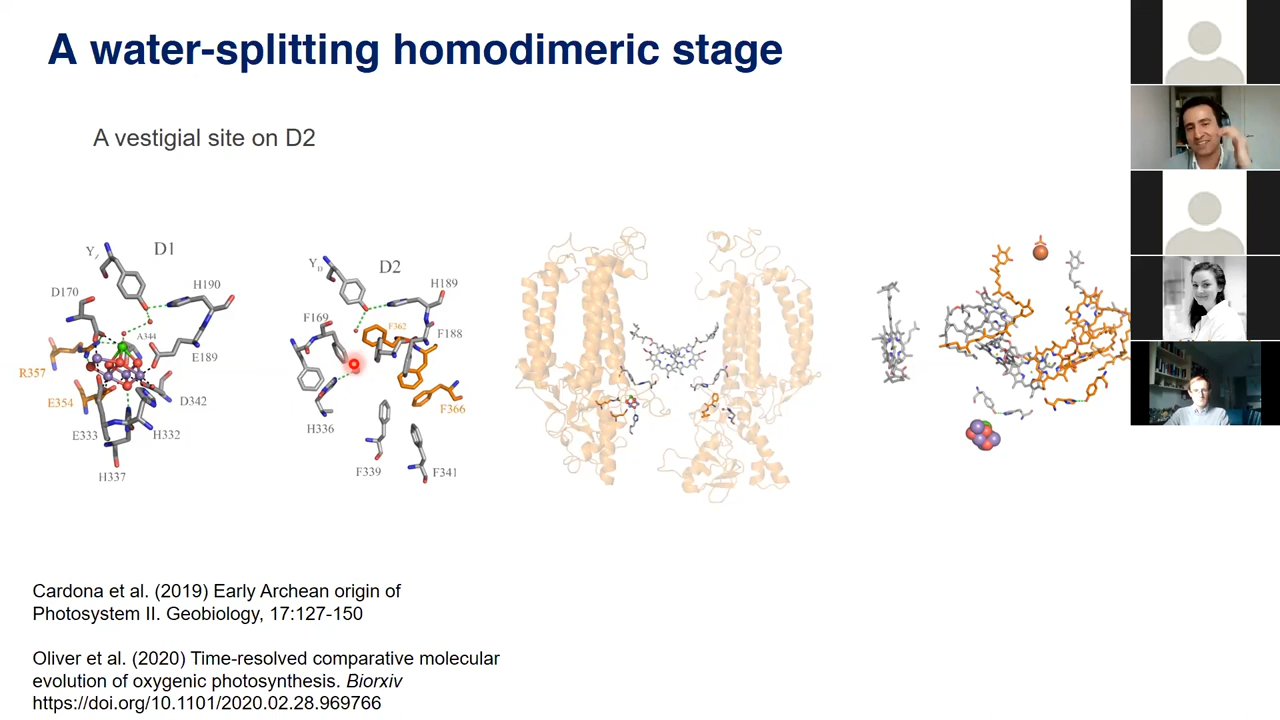 A water-splitting homodimeric stage
A vestigial site on D2
D1
D170
H190
A344
E189
R357
E354
D342
E333
H332
H337
D2
Y_D
H189
F169
F362
F188
F366
H336
F339
F341
Cardona et al. (2019) Early Archean origin of
Photosystem II. Geobiology, 17:127-150
Oliver et al. (2020) Time-resolved comparative molecular
evolution of oxygenic photosynthesis. Biorxiv
https://doi.org/10.1101/2020.02.28.969766